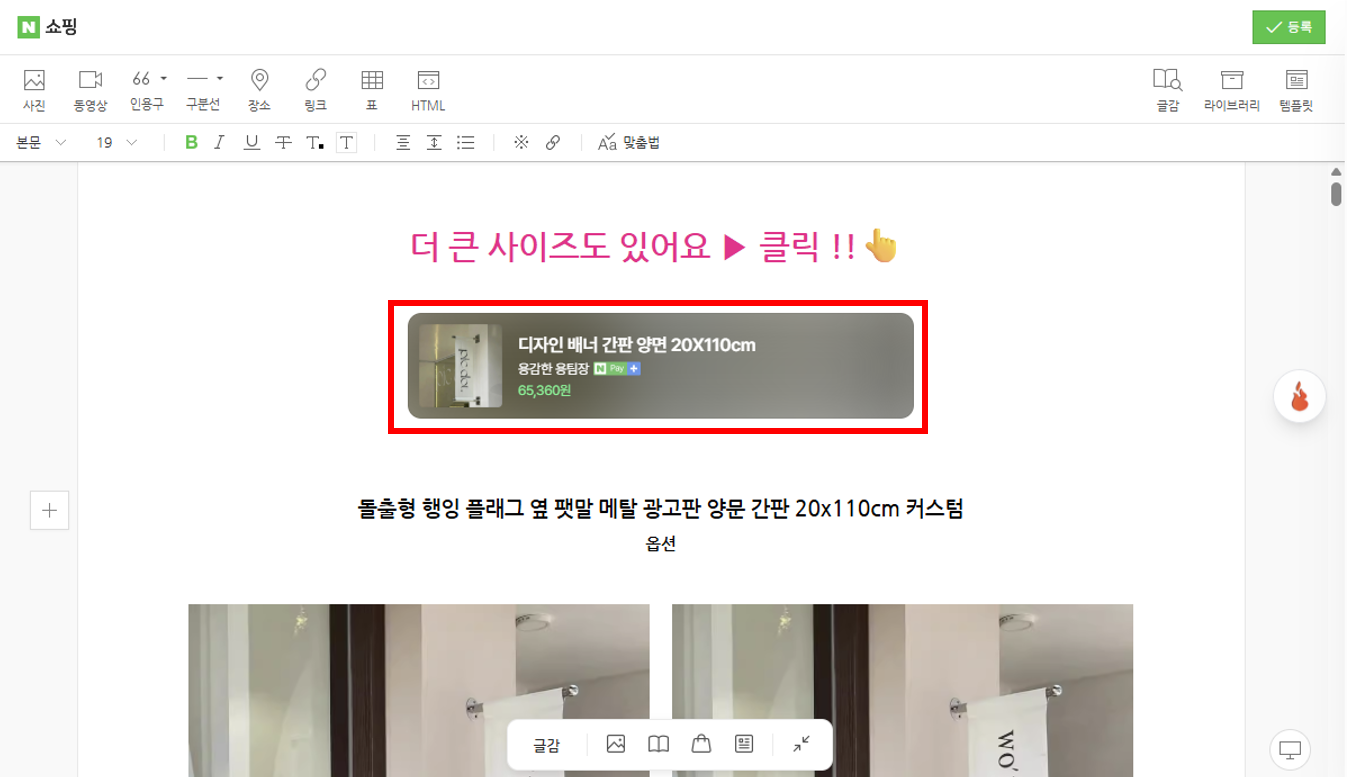 N 쇼핑
등록
사진 동영상 인용구 구분선 장소 링크 표 HTML
글감 라이브러리 템플릿
본문 19 B I U T T T Aa 맞춤법
더 큰 사이즈도 있어요 ▶ 클릭 !!👆
디자인 배너 간판 양면 20X110cm
용감한 용팀장 N Pay +
65,360원
돌출형 행잉 플래그 옆 팻말 메탈 광고판 양문 간판 20x110cm 커스텀
옵션
WO'
글감